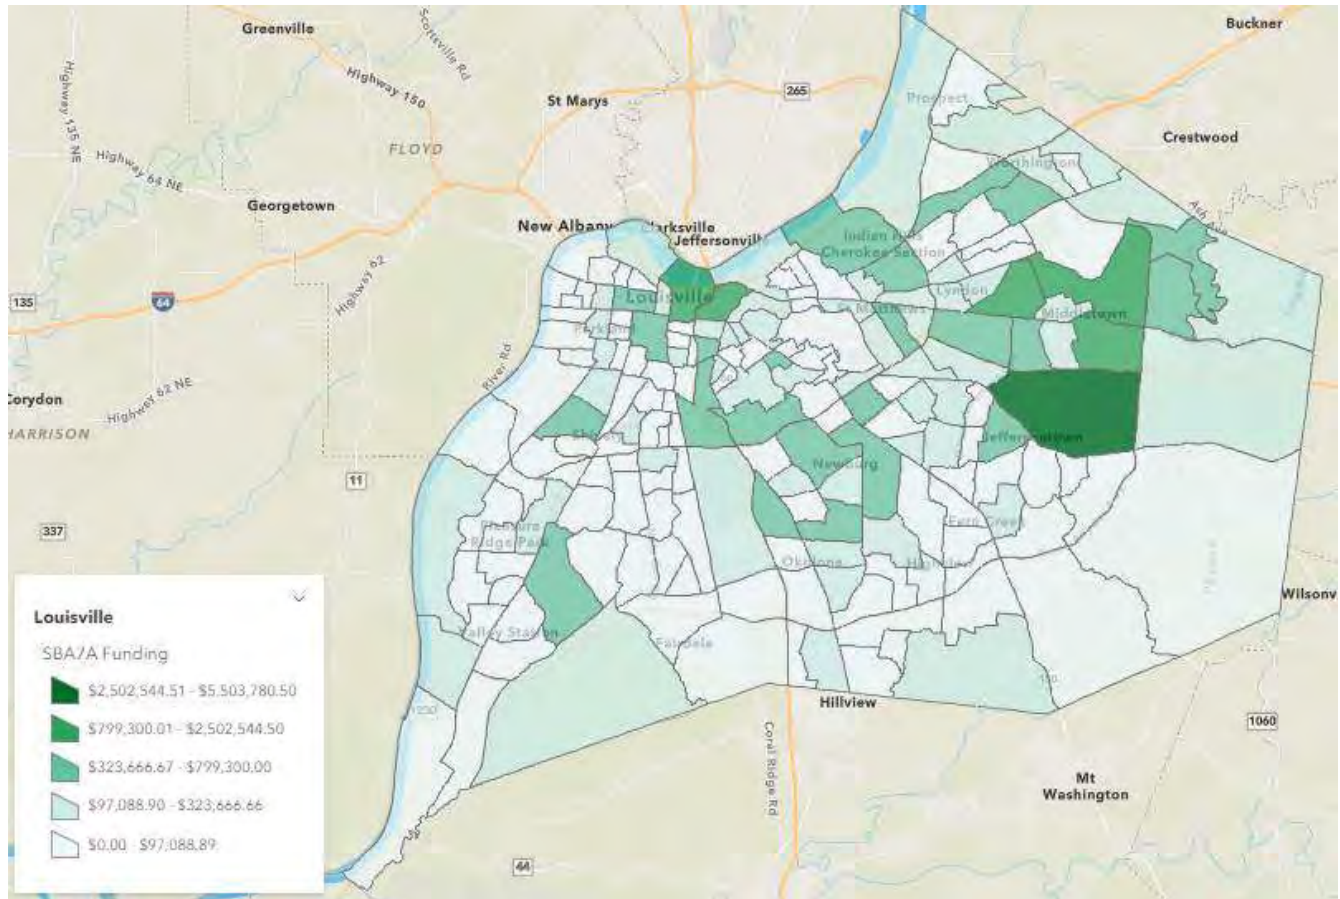 Greenville
Scottsville Rd
Buckner
Highway 135 NE
Highway 150
St Marys
265
Prospect
FLOYD
Crestwood
Highway 64 NE
Worthington
Georgetown
Ash Ave
New Albany
Clarksville
Jeffersonville
Indian Hills
Cherokee Section
Highway 62
135
64
Louisville
Lyndon
St Matthews
Middletown
Parkland
River Rd
Highway 62 NE
Corydon
HARRISON
Shively
Jeffersontown
Newburg
11
337
Pleasure
Ridge Park
Fern Creek
Okolona
Highview
Wilsonv
Valley Station
Fairdale
Hillview
1230
150
1060
Coral Ridge Rd
Mt
Washington
44
Louisville
SBA7A Funding
$2,502,544.51 - $5,503,780.50
$799,300.01 - $2,502,544.50
$323,666.67 - $799,300.00
$97,088.90 - $323,666.66
$0.00 - $97,088.89